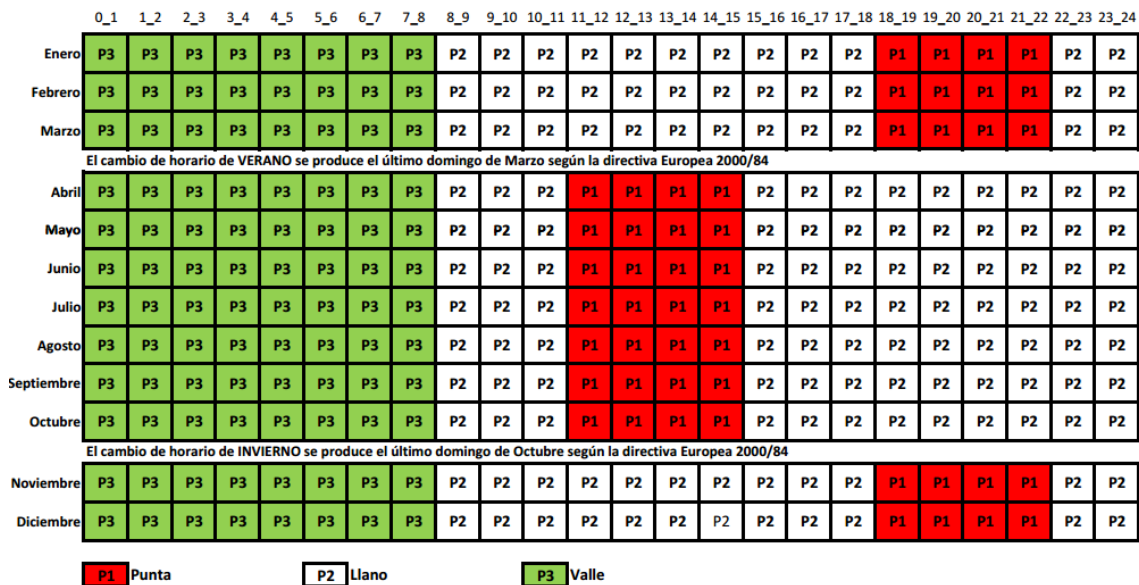 0_1 1_2 2_3 3_4 4_5 5_6 6_7 7_8 8_9 9_10 10_11 11_12 12_13 13_14 14_15 15_16 16_17 17_18 18_19 19_20 20_21 21_22 22_23 23_24
Enero P3 P3 P3 P3 P3 P3 P3 P3 P2 P2 P2 P2 P2 P2 P2 P2 P2 P2 P1 P1 P1 P1 P2 P2
Febrero P3 P3 P3 P3 P3 P3 P3 P3 P2 P2 P2 P2 P2 P2 P2 P2 P2 P2 P1 P1 P1 P1 P2 P2
Marzo P3 P3 P3 P3 P3 P3 P3 P3 P2 P2 P2 P2 P2 P2 P2 P2 P2 P2 P1 P1 P1 P1 P2 P2
El cambio de horario de VERANO se produce el último domingo de Marzo según la directiva Europea 2000/84
Abril P3 P3 P3 P3 P3 P3 P3 P3 P2 P2 P2 P1 P1 P1 P1 P2 P2 P2 P2 P2 P2 P2 P2 P2
Mayo P3 P3 P3 P3 P3 P3 P3 P3 P2 P2 P2 P1 P1 P1 P1 P2 P2 P2 P2 P2 P2 P2 P2 P2
Junio P3 P3 P3 P3 P3 P3 P3 P3 P2 P2 P2 P1 P1 P1 P1 P2 P2 P2 P2 P2 P2 P2 P2 P2
Julio P3 P3 P3 P3 P3 P3 P3 P3 P2 P2 P2 P1 P1 P1 P1 P2 P2 P2 P2 P2 P2 P2 P2 P2
Agosto P3 P3 P3 P3 P3 P3 P3 P3 P2 P2 P2 P1 P1 P1 P1 P2 P2 P2 P2 P2 P2 P2 P2 P2
Septiembre P3 P3 P3 P3 P3 P3 P3 P3 P2 P2 P2 P1 P1 P1 P1 P2 P2 P2 P2 P2 P2 P2 P2 P2
Octubre P3 P3 P3 P3 P3 P3 P3 P3 P2 P2 P2 P1 P1 P1 P1 P2 P2 P2 P2 P2 P2 P2 P2 P2
El cambio de horario de INVIERNO se produce el último domingo de Octubre según la directiva Europea 2000/84
Noviembre P3 P3 P3 P3 P3 P3 P3 P3 P2 P2 P2 P2 P2 P2 P2 P2 P2 P2 P1 P1 P1 P1 P2 P2
Diciembre P3 P3 P3 P3 P3 P3 P3 P3 P2 P2 P2 P2 P2 P2 P2 P2 P2 P2 P1 P1 P1 P1 P2 P2
P1 Punta P2 Llano P3 Valle